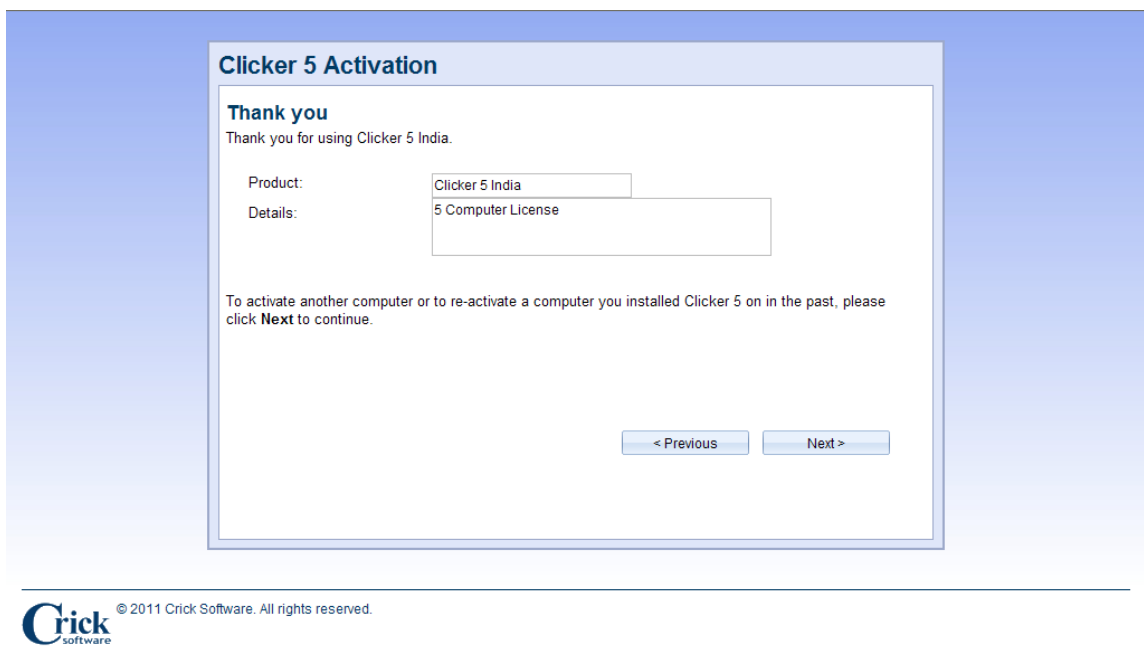 Clicker 5 Activation
Thank you
Thank you for using Clicker 5 India.
Product:
Clicker 5 India
Details:
5 Computer License
To activate another computer or to re-activate a computer you installed Clicker 5 on in the past, please
click Next to continue.
< Previous
Next >
Crick
software
© 2011 Crick Software. All rights reserved.